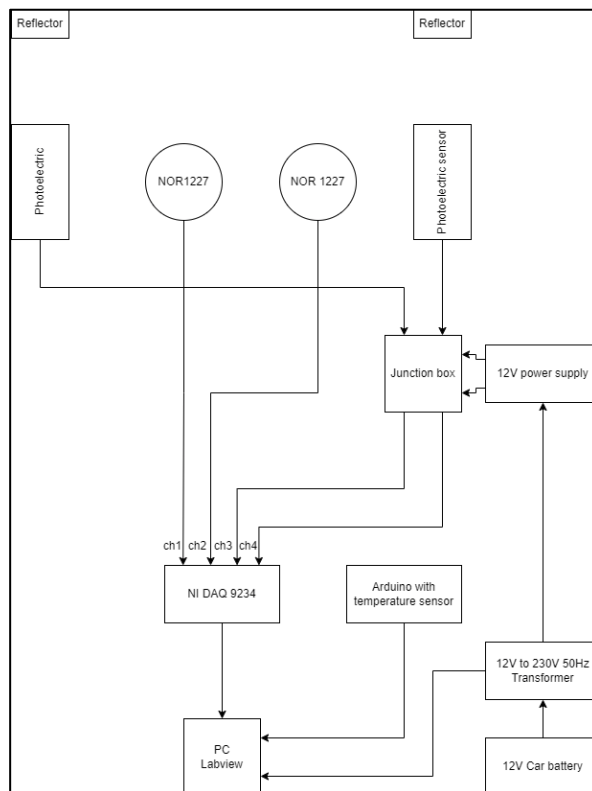 Reflector
Reflector
Photoelectric
NOR1227
NOR 1227
Photoelectric sensor
Junction box
12V power supply
ch1
ch2
ch3
ch4
NI DAQ 9234
Arduino with
temperature sensor
12V to 230V 50Hz
Transformer
PC
Labview
12V Car battery